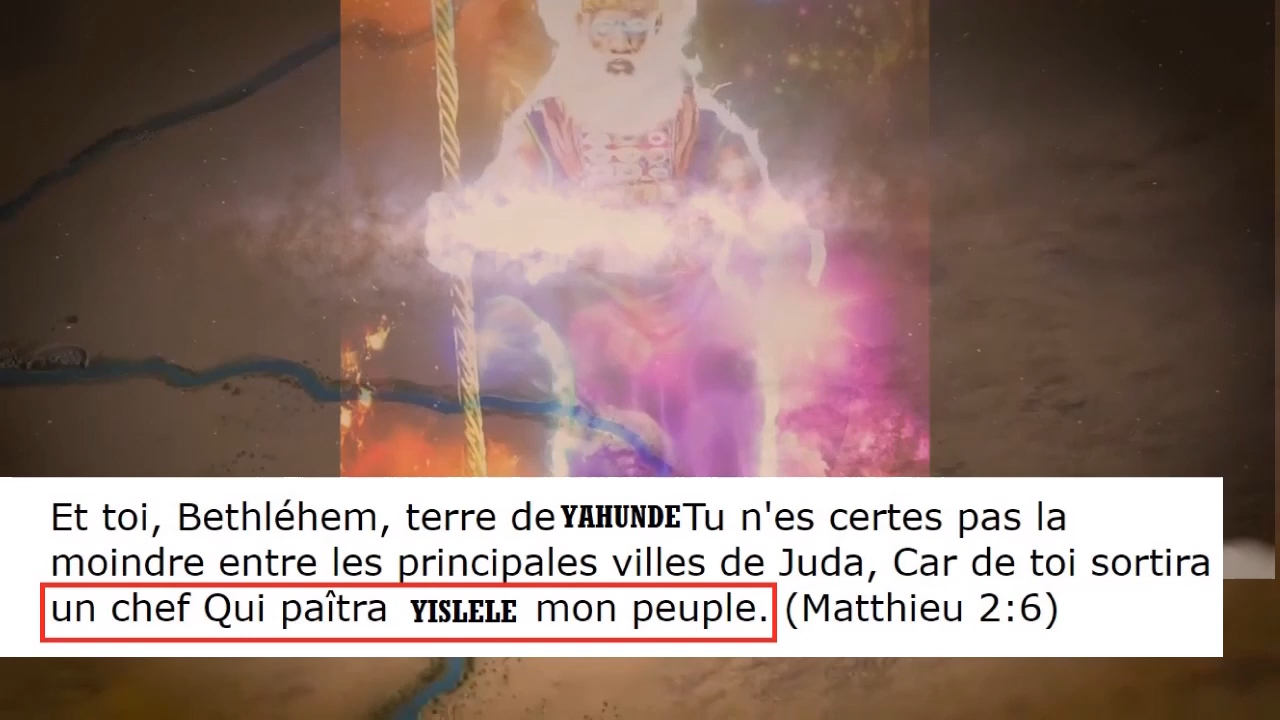 Et toi, Bethléhem, terre de YAHUNDE Tu n'es certes pas la
moindre entre les principales villes de Juda, Car de toi sortira
un chef Qui paîtra YISLELE mon peuple. (Matthieu 2:6)